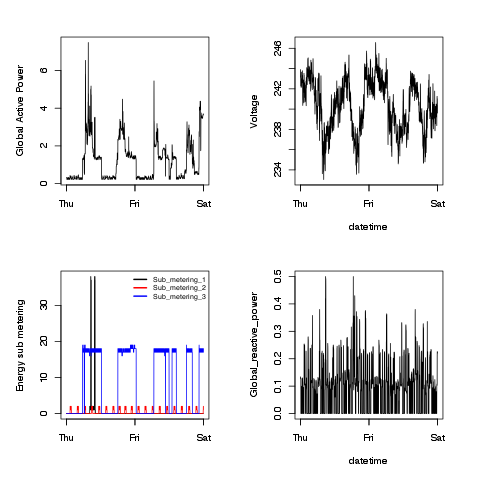 Global Active Power
6
4
2
0
Thu
Fri
Sat
Voltage
246
242
238
234
Thu
Fri
Sat
datetime
Energy sub metering
30
20
10
0
Sub_metering_1
Sub_metering_2
Sub_metering_3
Thu
Fri
Sat
Global_reactive_power
0.5
0.4
0.3
0.2
0.1
0.0
Thu
Fri
Sat
datetime